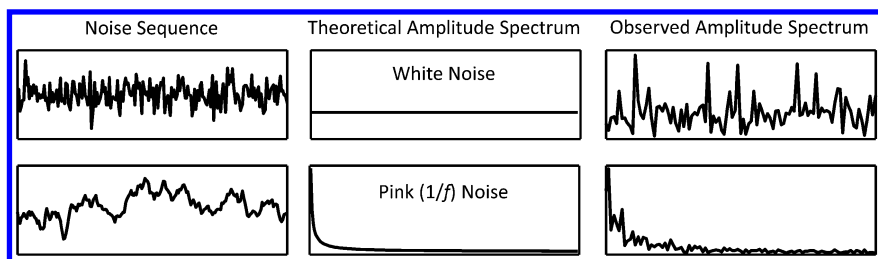 Noise Sequence
Theoretical Amplitude Spectrum
Observed Amplitude Spectrum
White Noise
Pink (1/f) Noise